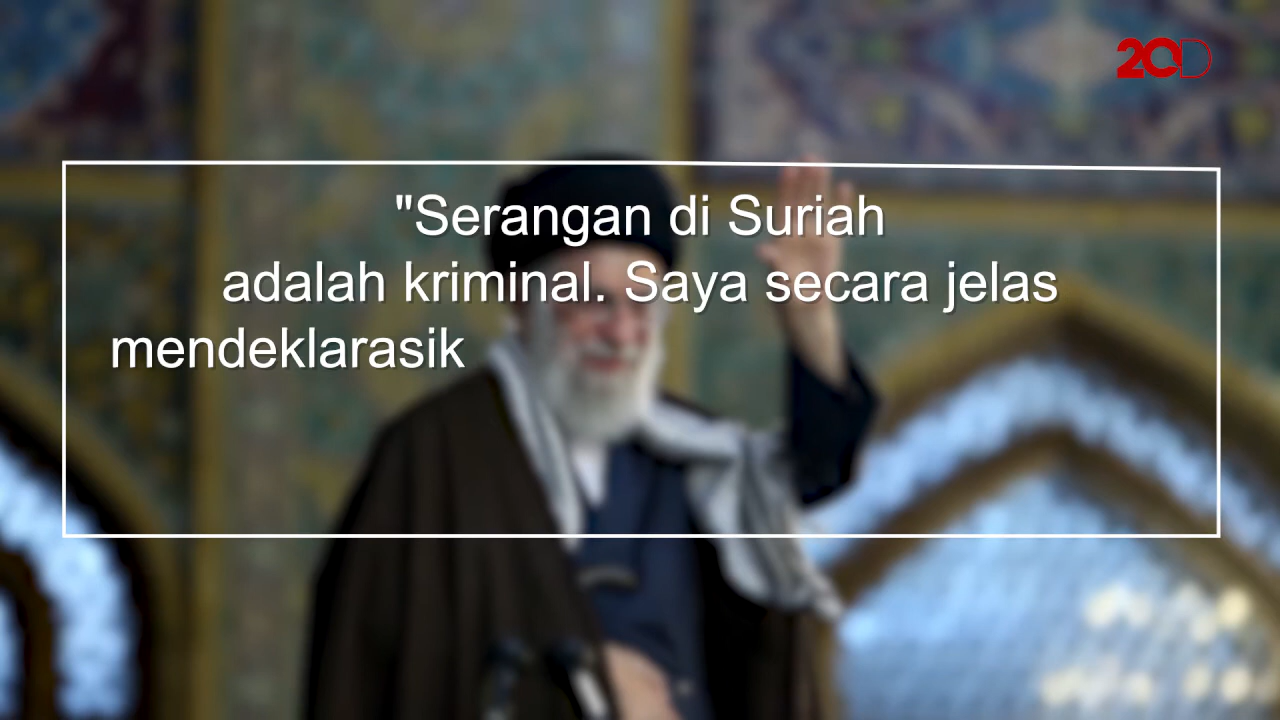 20D
"Serangan di Suriah
adalah kriminal. Saya secara jelas
mendeklarasik